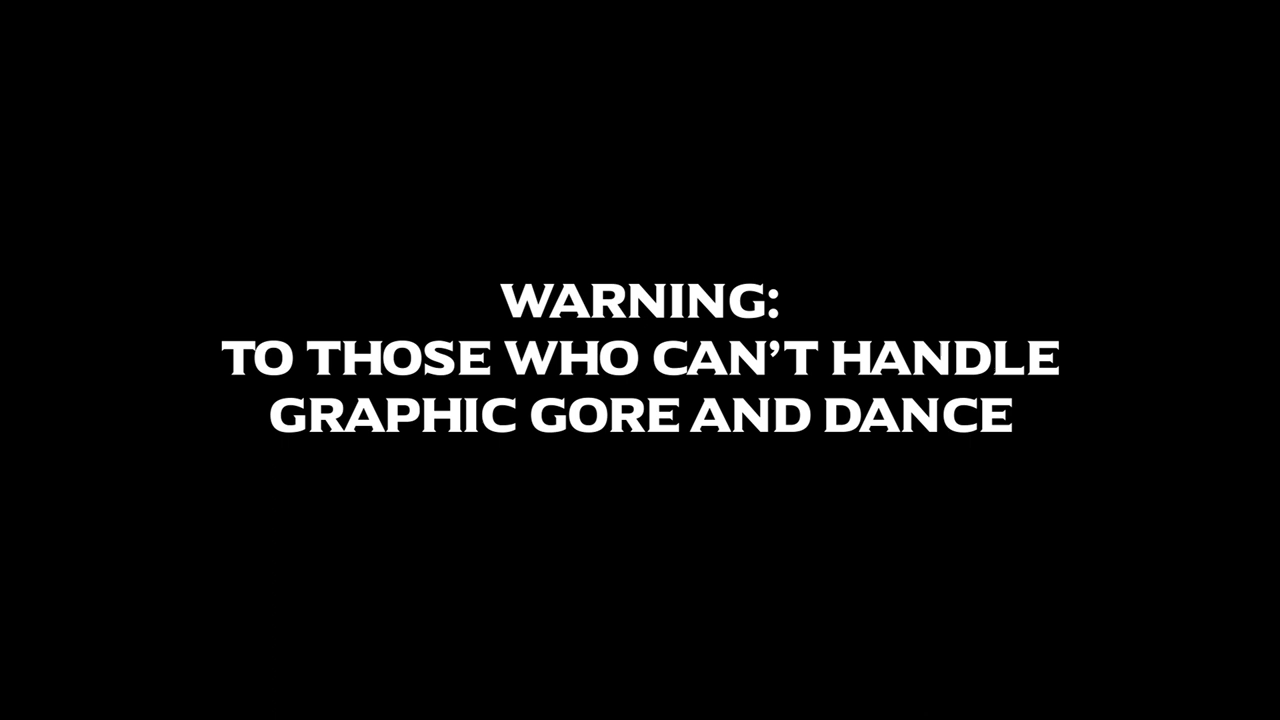 WARNING:
TO THOSE WHO CAN’T HANDLE
GRAPHIC GORE AND DANCE